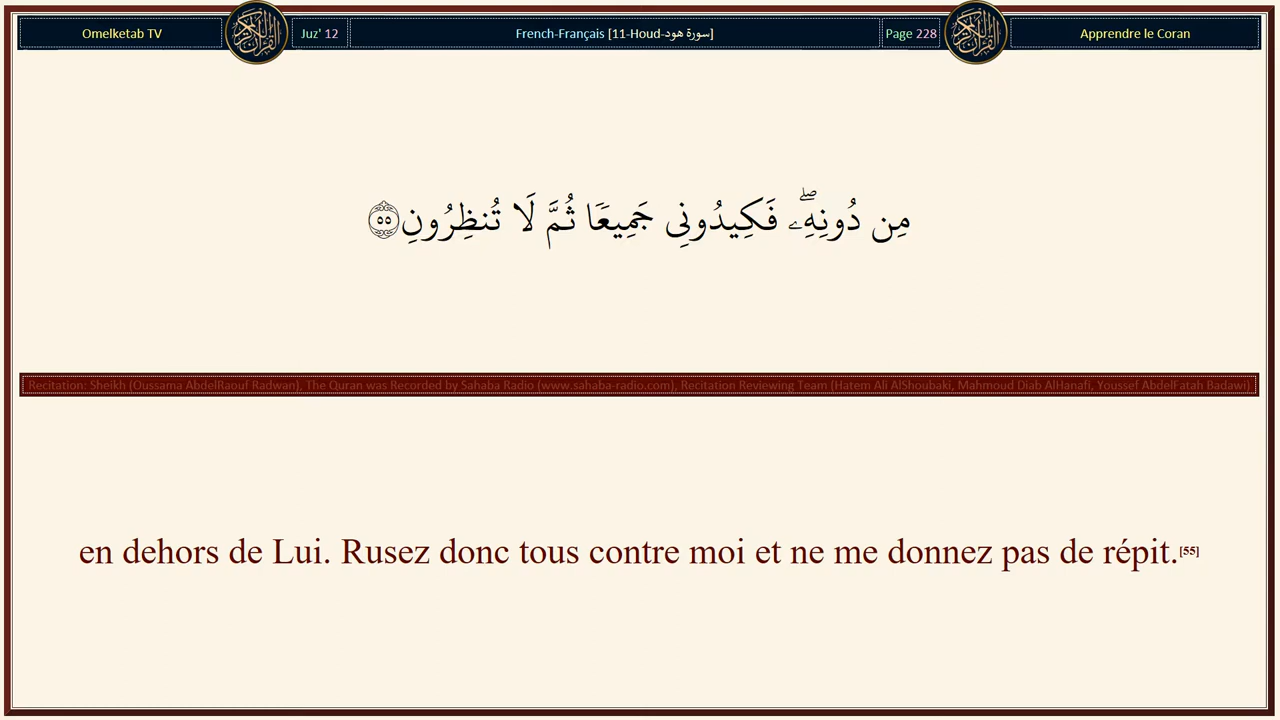 Omelketab TV
Juz' 12
French-Français [11-Houd-سورة هود]
Page 228
Apprendre le Coran
مِن دُونِهِۦۖ فَكِيدُونِى جَمِيعًا ثُمَّ لَا تُنظِرُونِ ٥٥
Recitation: Sheikh (Oussama AbdelRaouf Radwan), The Quran was Recorded by Sahaba Radio (www.sahaba-radio.com), Recitation Reviewing Team (Hatem Ali AlShoubaki, Mahmoud Diab AlHanafi, Youssef AbdelFatah Badawi)
en dehors de Lui. Rusez donc tous contre moi et ne me donnez pas de répit.[55]